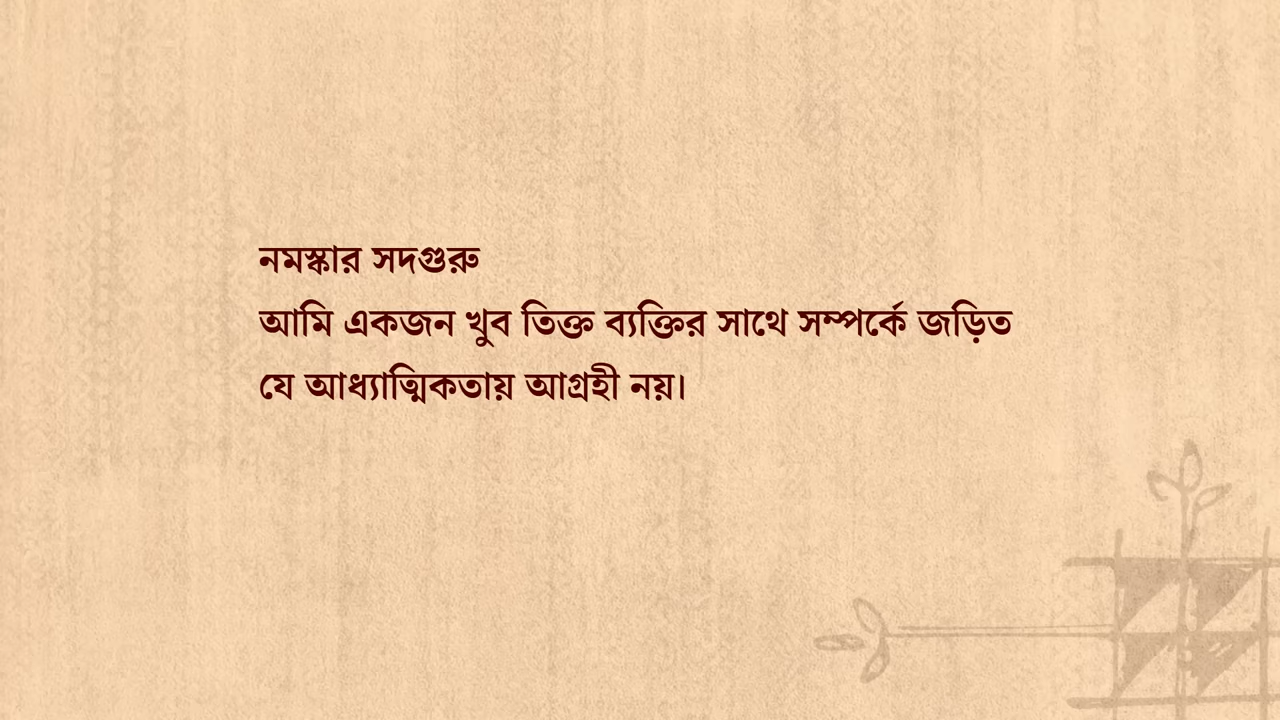 নমস্কার সদগুরু
আমি একজন খুব তিক্ত ব্যক্তির সাথে সম্পর্কে জড়িত
যে আধ্যাত্মিকতায় আগ্রহী নয়।